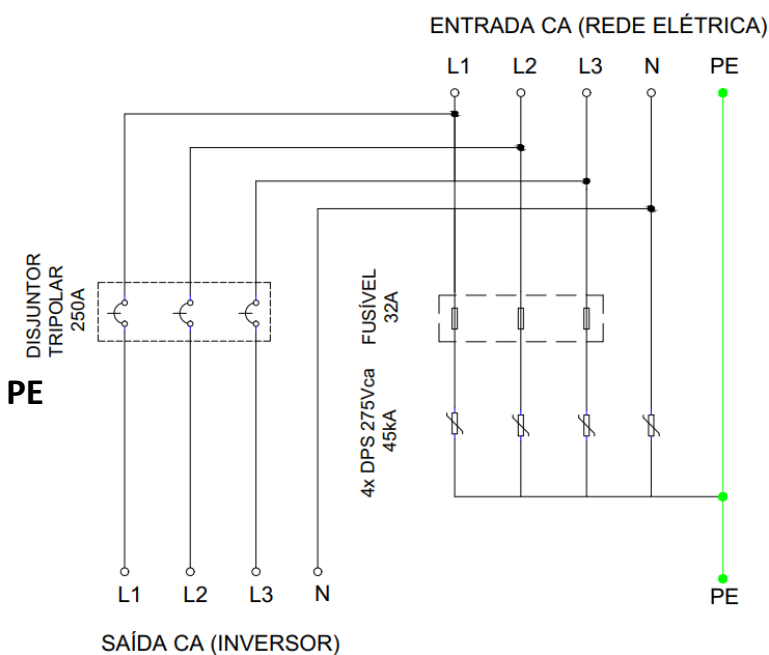 ENTRADA CA (REDE ELÉTRICA)
L1 L2 L3 N PE
DISJUNTOR
TRIPOLAR
250A
FUSÍVEL
32A
PE
4x DPS 275Vca
45kA
L1 L2 L3 N
PE
SAÍDA CA (INVERSOR)